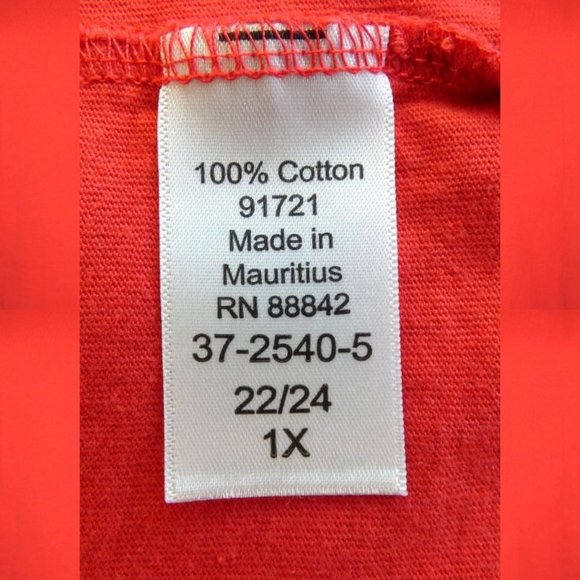 100% Cotton
91721
Made in
Mauritius
RN 88842
37-2540-5
22/24
1X